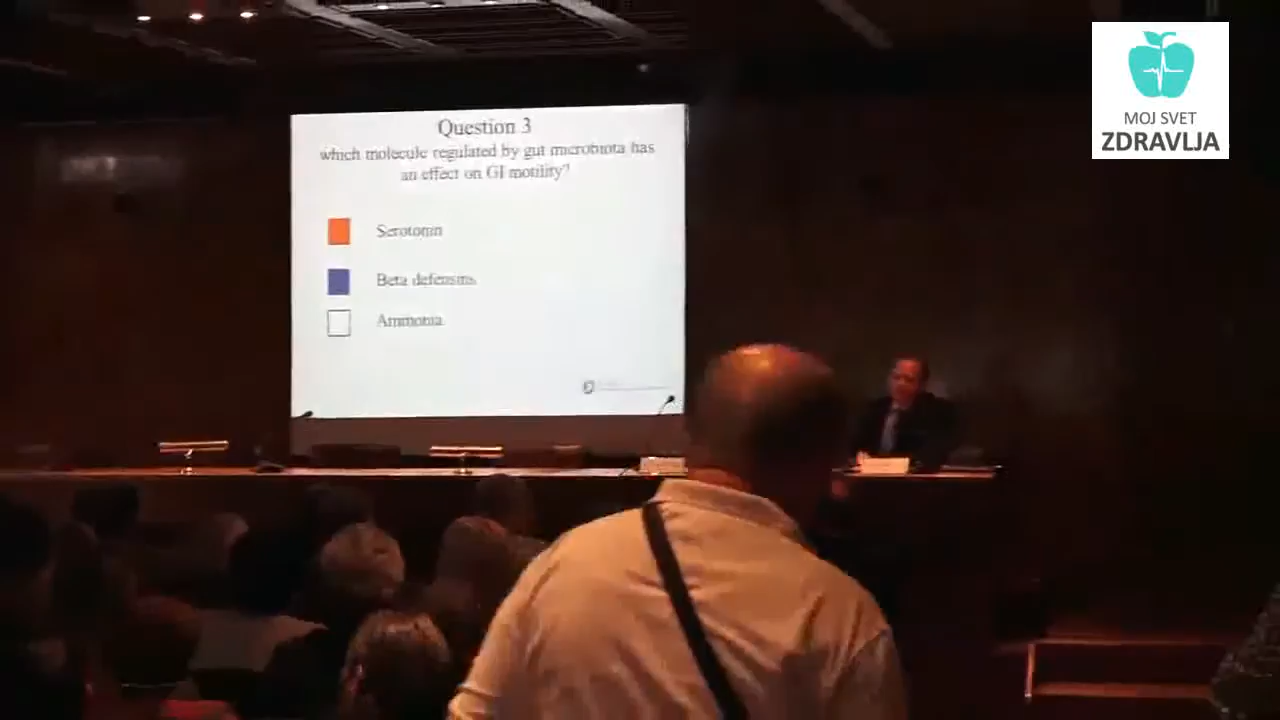 Question 3
which molecule regulated by gut microbiota has
an effect on GI motility?
Serotonin
Beta defensins
Ammonia
MOJ SVET
ZDRAVLJA